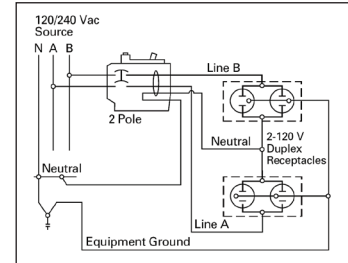 120/240 Vac
Source
N A B
Line B
2 Pole
Neutral
2-120 V
Duplex
Receptacles
Neutral
Line A
Equipment Ground